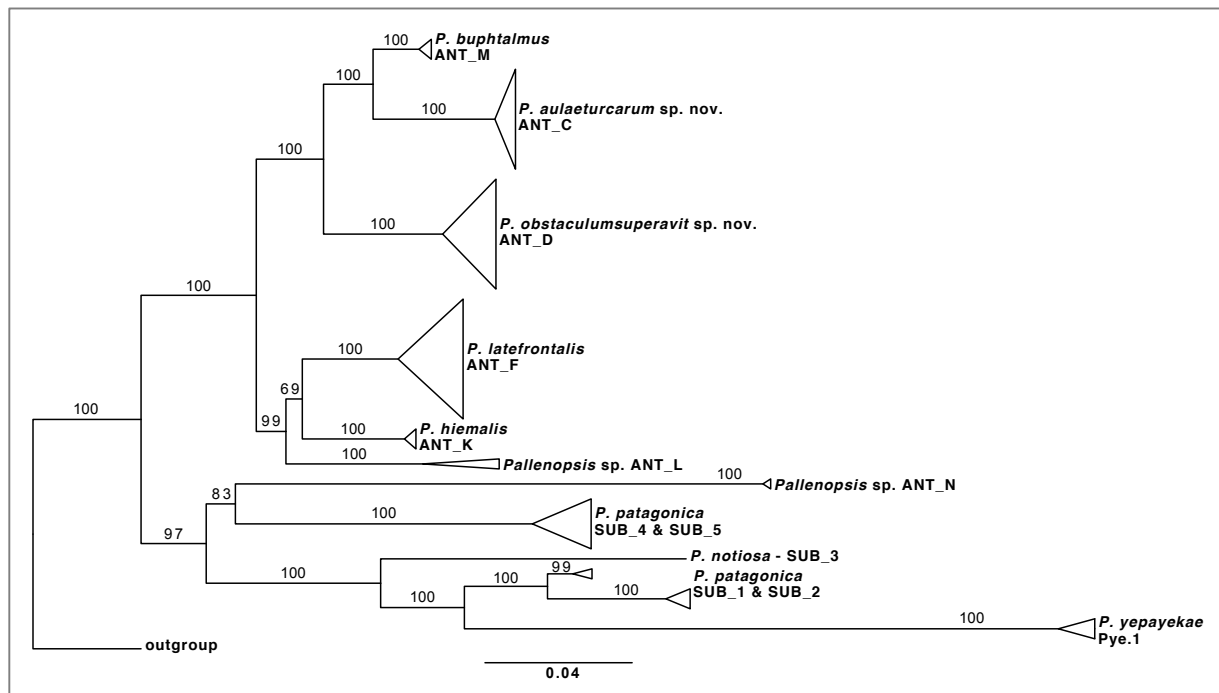 100
P. buphtalmus
ANT_M
100
100
P. aulaeturcarum sp. nov.
ANT_C
100
100
P. obstaculumsuperavit sp. nov.
ANT_D
100
100
P. latefrontalis
ANT_F
69
100
99
100
P. hiemalis
ANT_K
100
Pallenopsis sp. ANT_L
100
Pallenopsis sp. ANT_N
83
100
P. patagonica
SUB_4 & SUB_5
97
P. notiosa - SUB_3
100
99
100
P. patagonica
SUB_1 & SUB_2
100
100
100
P. yepayekae
Pye.1
outgroup
0.04